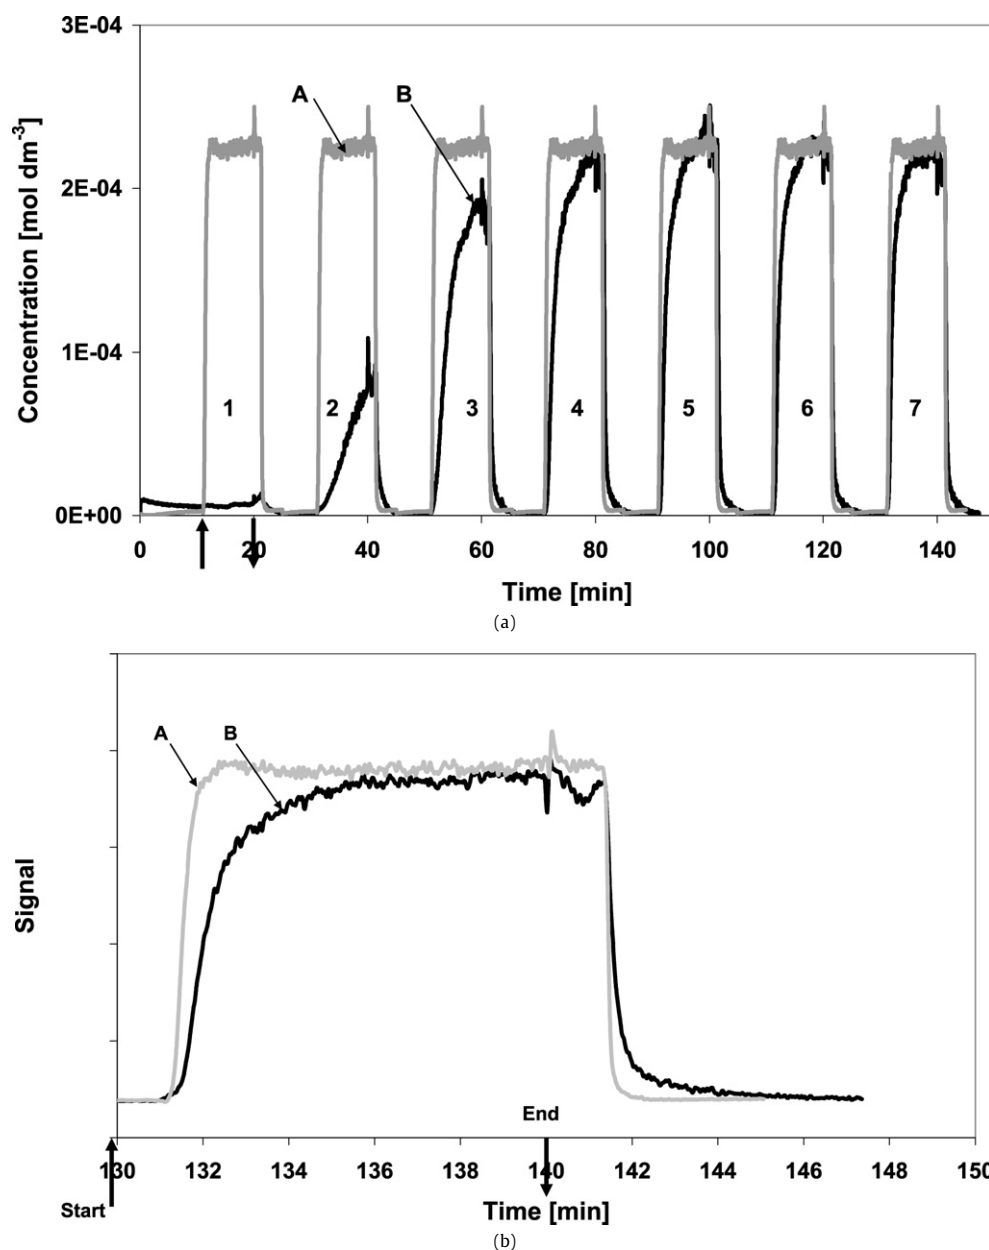 3E-04
A
B
2E-04
Concentration [mol dm-3]
1E-04
1 2 3 4 5 6 7
0E+00
0 20 40 60 80 100 120 140
Time [min]
(a)
A B
Signal
End
130 132 134 136 138 140 142 144 146 148 150
Start
Time [min]
(b)